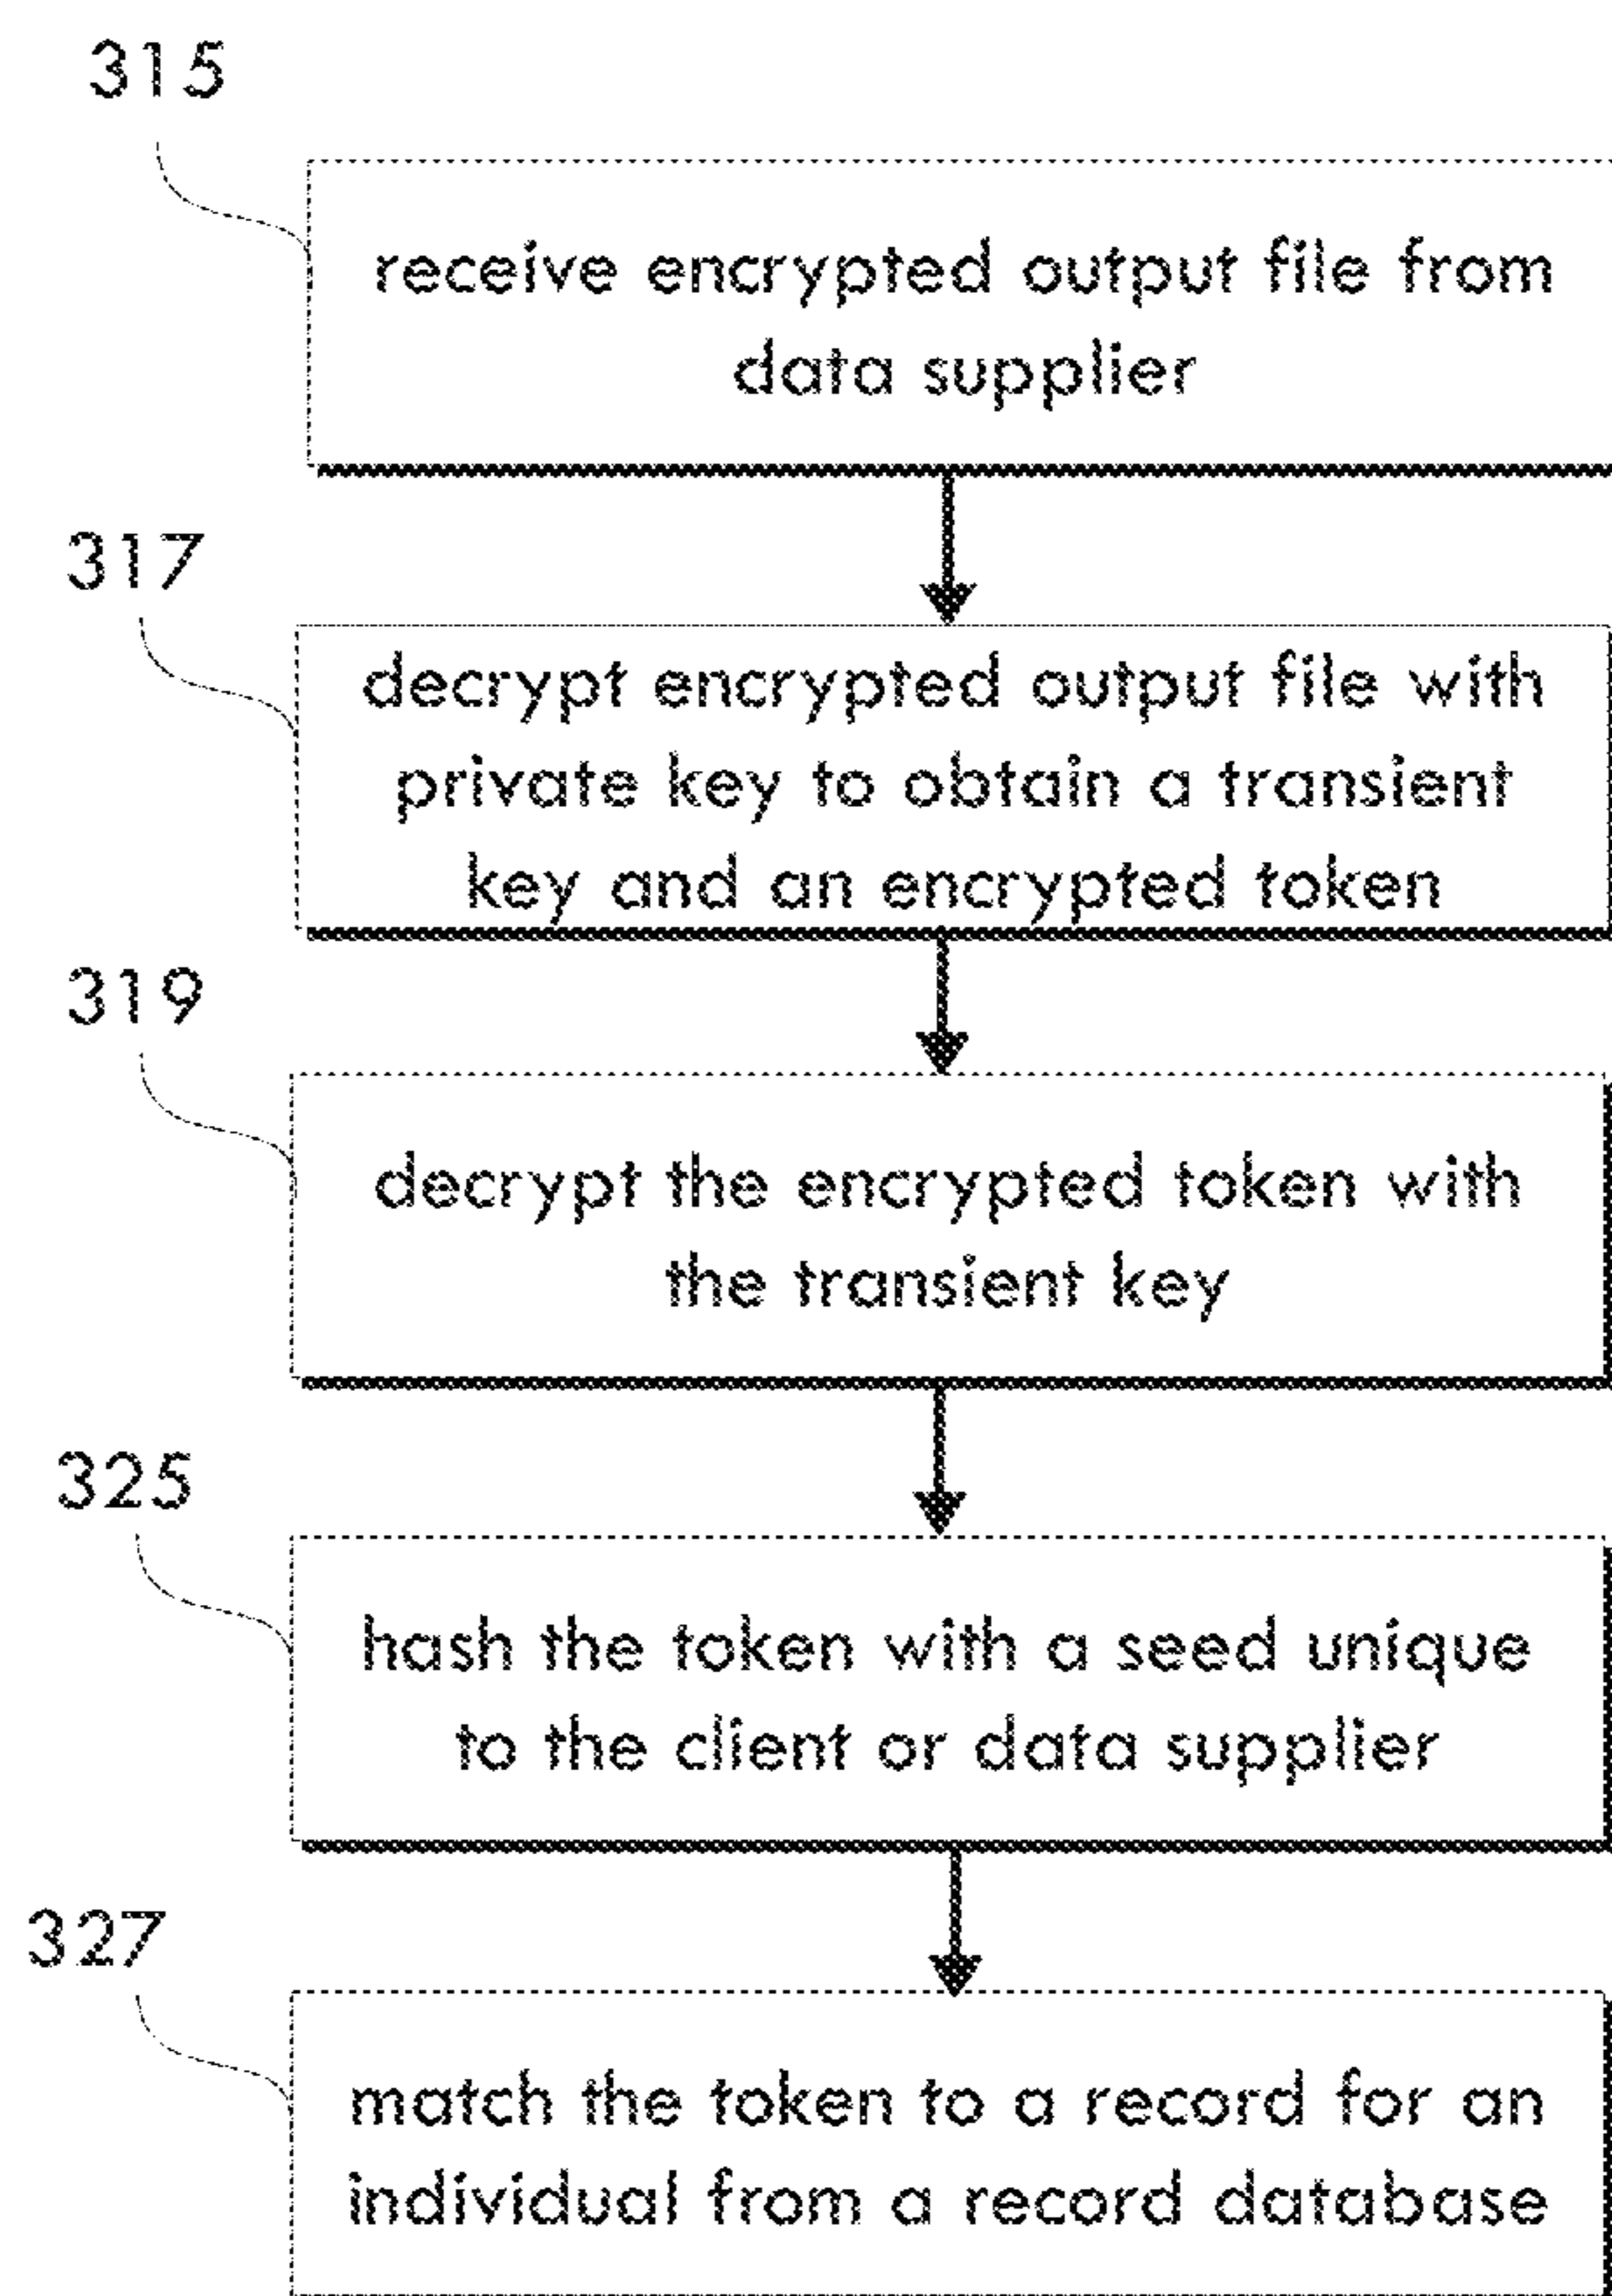 315
receive encrypted output file from
data supplier
317
decrypt encrypted output file with
private key to obtain a transient
key and an encrypted token
319
decrypt the encrypted token with
the transient key
325
hash the token with a seed unique
to the client or data supplier
327
match the token to a record for an
individual from a record database